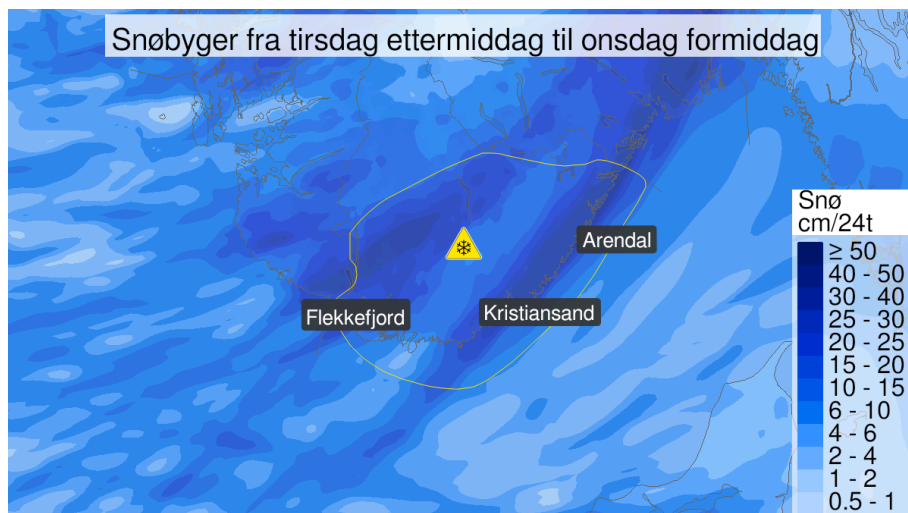 Snøbyger fra tirsdag ettermiddag til onsdag formiddag
Snø
cm/24t
≥ 50
40 - 50
30 - 40
25 - 30
20 - 25
15 - 20
10 - 15
6 - 10
4 - 6
2 - 4
1 - 2
0.5 - 1
Arendal
Kristiansand
Flekkefjord